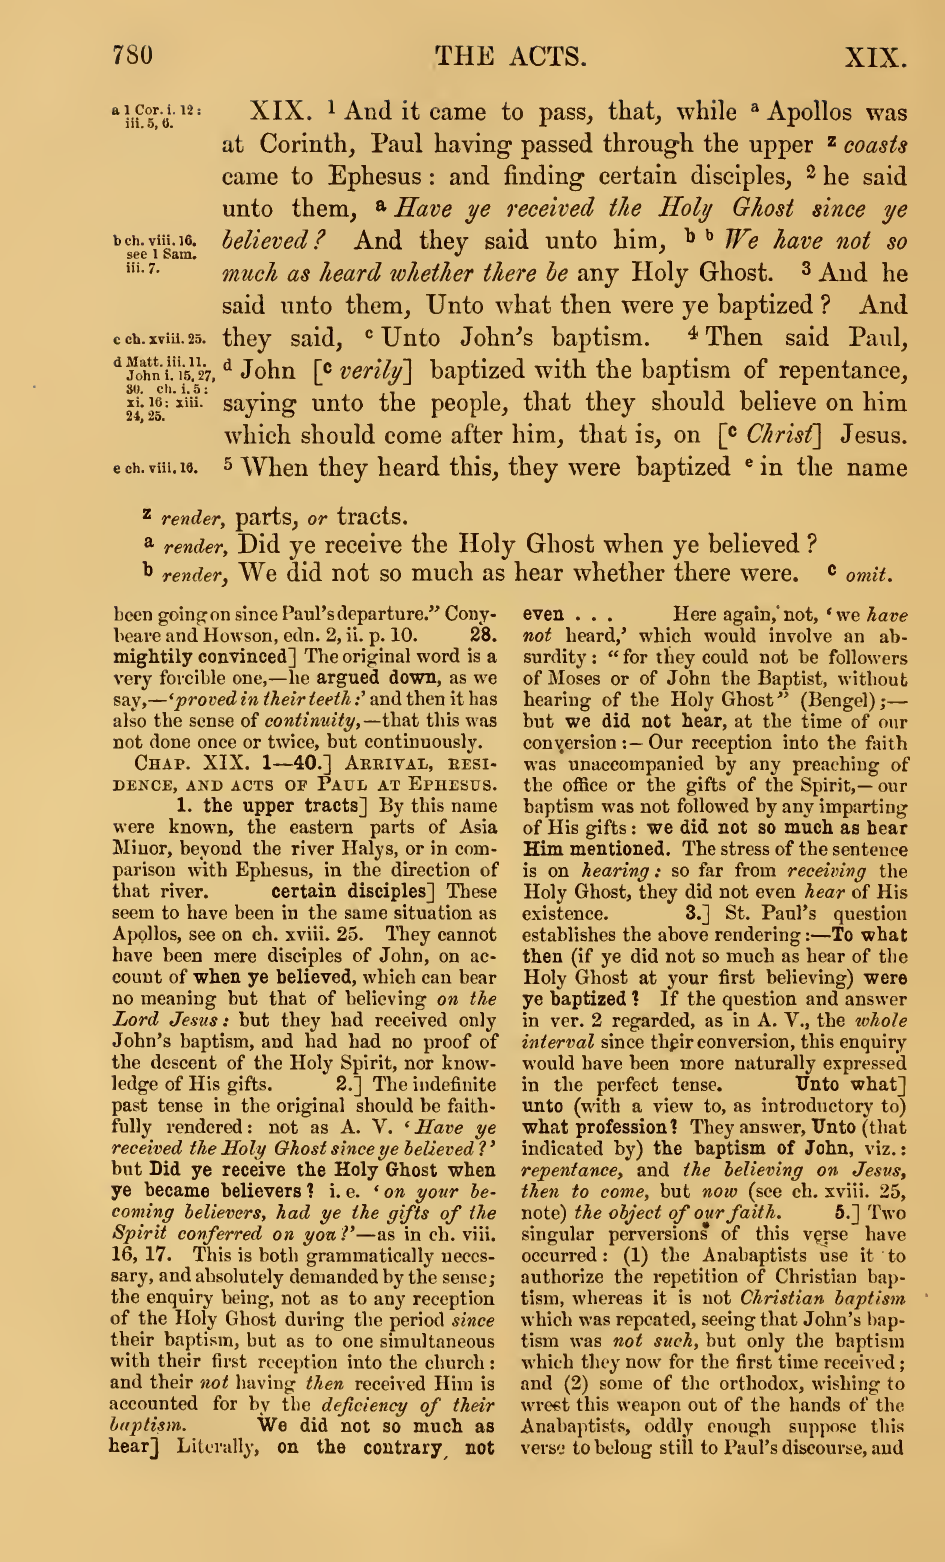 780 THE ACTS. XIX.
a 1 Cor. i. 12:
iii. 5, 6.
XIX. 1 And it came to pass, that, while a Apollos was
at Corinth, Paul having passed through the upper z coasts
came to Ephesus : and finding certain disciples, 2 he said
unto them, a Have ye received the Holy Ghost since ye
b ch. viii. 16.
see 1 Sam.
iii. 7.
believed? And they said unto him, b b We have not so
much as heard whether there be any Holy Ghost. 3 And he
said unto them, Unto what then were ye baptized ? And
c ch. xviii. 25.
they said, c Unto John's baptism. 4 Then said Paul,
d Matt. iii. 11.
John i. 15, 27,
30. ch. i. 5:
xi. 16: xiii.
24, 25.
d John [c verily] baptized with the baptism of repentance,
saying unto the people, that they should believe on him
which should come after him, that is, on [c Christ] Jesus.
e ch. viii. 16.
5 When they heard this, they were baptized e in the name
z render, parts, or tracts.
a render, Did ye receive the Holy Ghost when ye believed ?
b render, We did not so much as hear whether there were. c omit.
been going on since Paul's departure." Cony-
beare and Howson, edn. 2, ii. p. 10. 28.
mightily convinced] The original word is a
very forcible one,—he argued down, as we
say,—'proved in their teeth:' and then it has
also the sense of continuity,—that this was
not done once or twice, but continuously.
CHAP. XIX. 1—40.] ARRIVAL, RESI-
DENCE, AND ACTS OF PAUL AT EPHESUS.
1. the upper tracts] By this name
were known, the eastern parts of Asia
Minor, beyond the river Halys, or in com-
parison with Ephesus, in the direction of
that river. certain disciples] These
seem to have been in the same situation as
Apollos, see on ch. xviii. 25. They cannot
have been mere disciples of John, on ac-
count of when ye believed, which can bear
no meaning but that of believing on the
Lord Jesus: but they had received only
John's baptism, and had had no proof of
the descent of the Holy Spirit, nor know-
ledge of His gifts. 2.] The indefinite
past tense in the original should be faith-
fully rendered: not as A. V. 'Have ye
received the Holy Ghost since ye believed?'
but Did ye receive the Holy Ghost when
ye became believers? i. e. 'on your be-
coming believers, had ye the gifts of the
Spirit conferred on you?'—as in ch. viii.
16, 17. This is both grammatically neces-
sary, and absolutely demanded by the sense;
the enquiry being, not as to any reception
of the Holy Ghost during the period since
their baptism, but as to one simultaneous
with their first reception into the church:
and their not having then received Him is
accounted for by the deficiency of their
baptism. We did not so much as
hear] Literally, on the contrary, not
even . . . Here again, not, 'we have
not heard,' which would involve an ab-
surdity: "for they could not be followers
of Moses or of John the Baptist, without
hearing of the Holy Ghost" (Bengel);—
but we did not hear, at the time of our
conversion :— Our reception into the faith
was unaccompanied by any preaching of
the office or the gifts of the Spirit,—our
baptism was not followed by any imparting
of His gifts: we did not so much as hear
Him mentioned. The stress of the sentence
is on hearing: so far from receiving the
Holy Ghost, they did not even hear of His
existence. 3.] St. Paul's question
establishes the above rendering:—To what
then (if ye did not so much as hear of the
Holy Ghost at your first believing) were
ye baptized? If the question and answer
in ver. 2 regarded, as in A. V., the whole
interval since their conversion, this enquiry
would have been more naturally expressed
in the perfect tense. Unto what]
unto (with a view to, as introductory to)
what profession? They answer, Unto (that
indicated by) the baptism of John, viz.:
repentance, and the believing on Jesus,
then to come, but now (see ch. xviii. 25,
note) the object of our faith. 5.] Two
singular perversions of this verse have
occurred: (1) the Anabaptists use it to
authorize the repetition of Christian bap-
tism, whereas it is not Christian baptism
which was repeated, seeing that John's bap-
tism was not such, but only the baptism
which they now for the first time received;
and (2) some of the orthodox, wishing to
wrest this weapon out of the hands of the
Anabaptists, oddly enough suppose this
verse to belong still to Paul's discourse, and